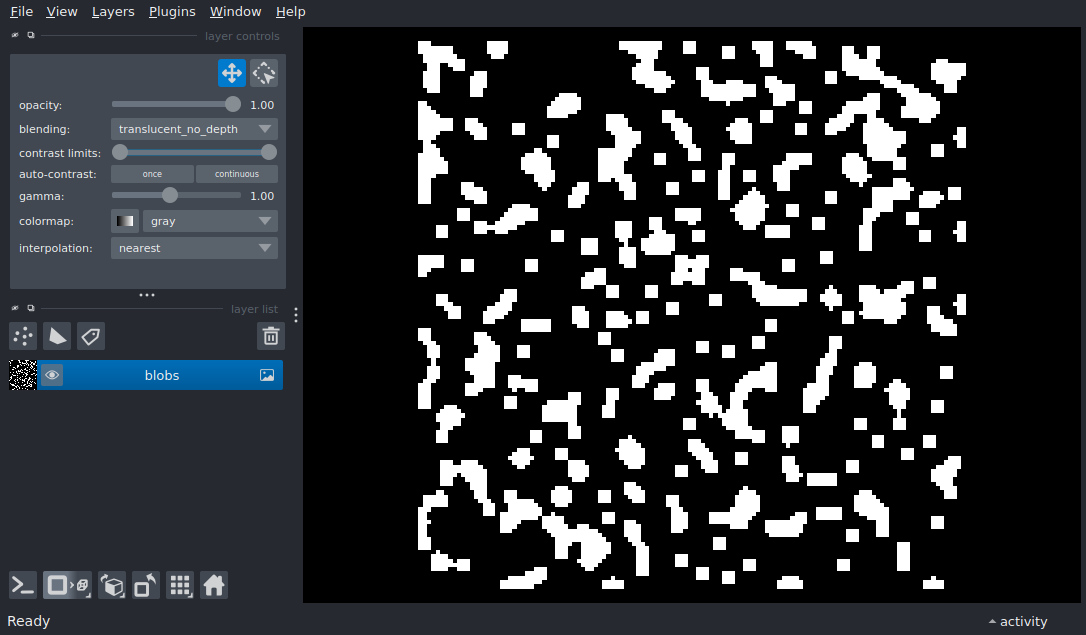 File View Layers Plugins Window Help
layer controls
opacity: 1.00
blending: translucent_no_depth
contrast limits:
auto-contrast: once continuous
gamma: 1.00
colormap: gray
interpolation: nearest
layer list
blobs
Ready activity